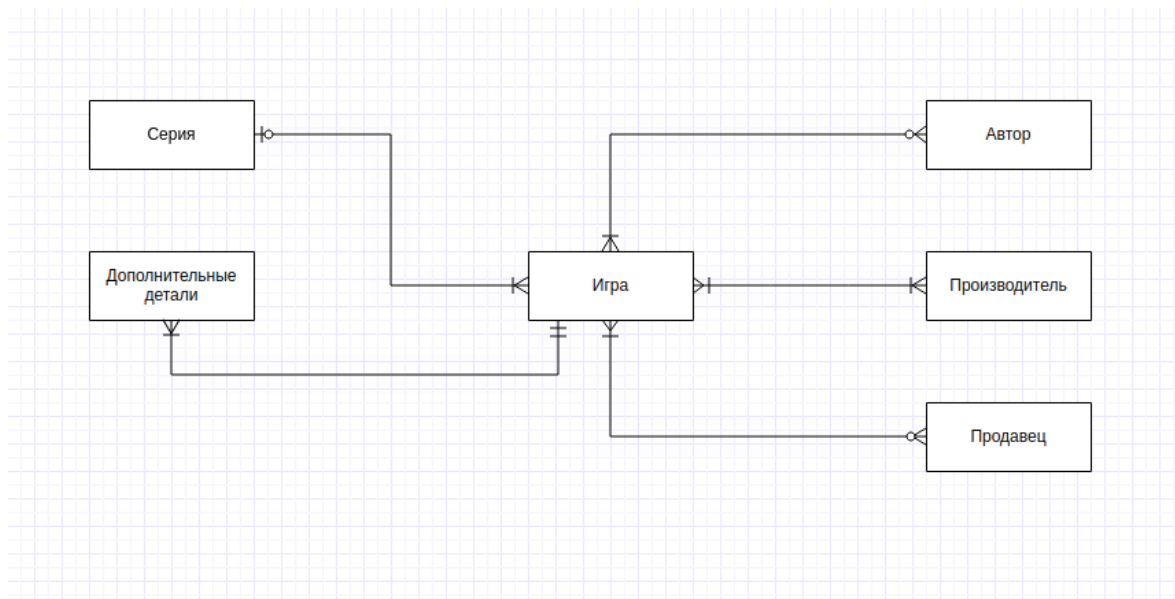 Серия
Автор
Дополнительные
детали
Игра
Производитель
Продавец